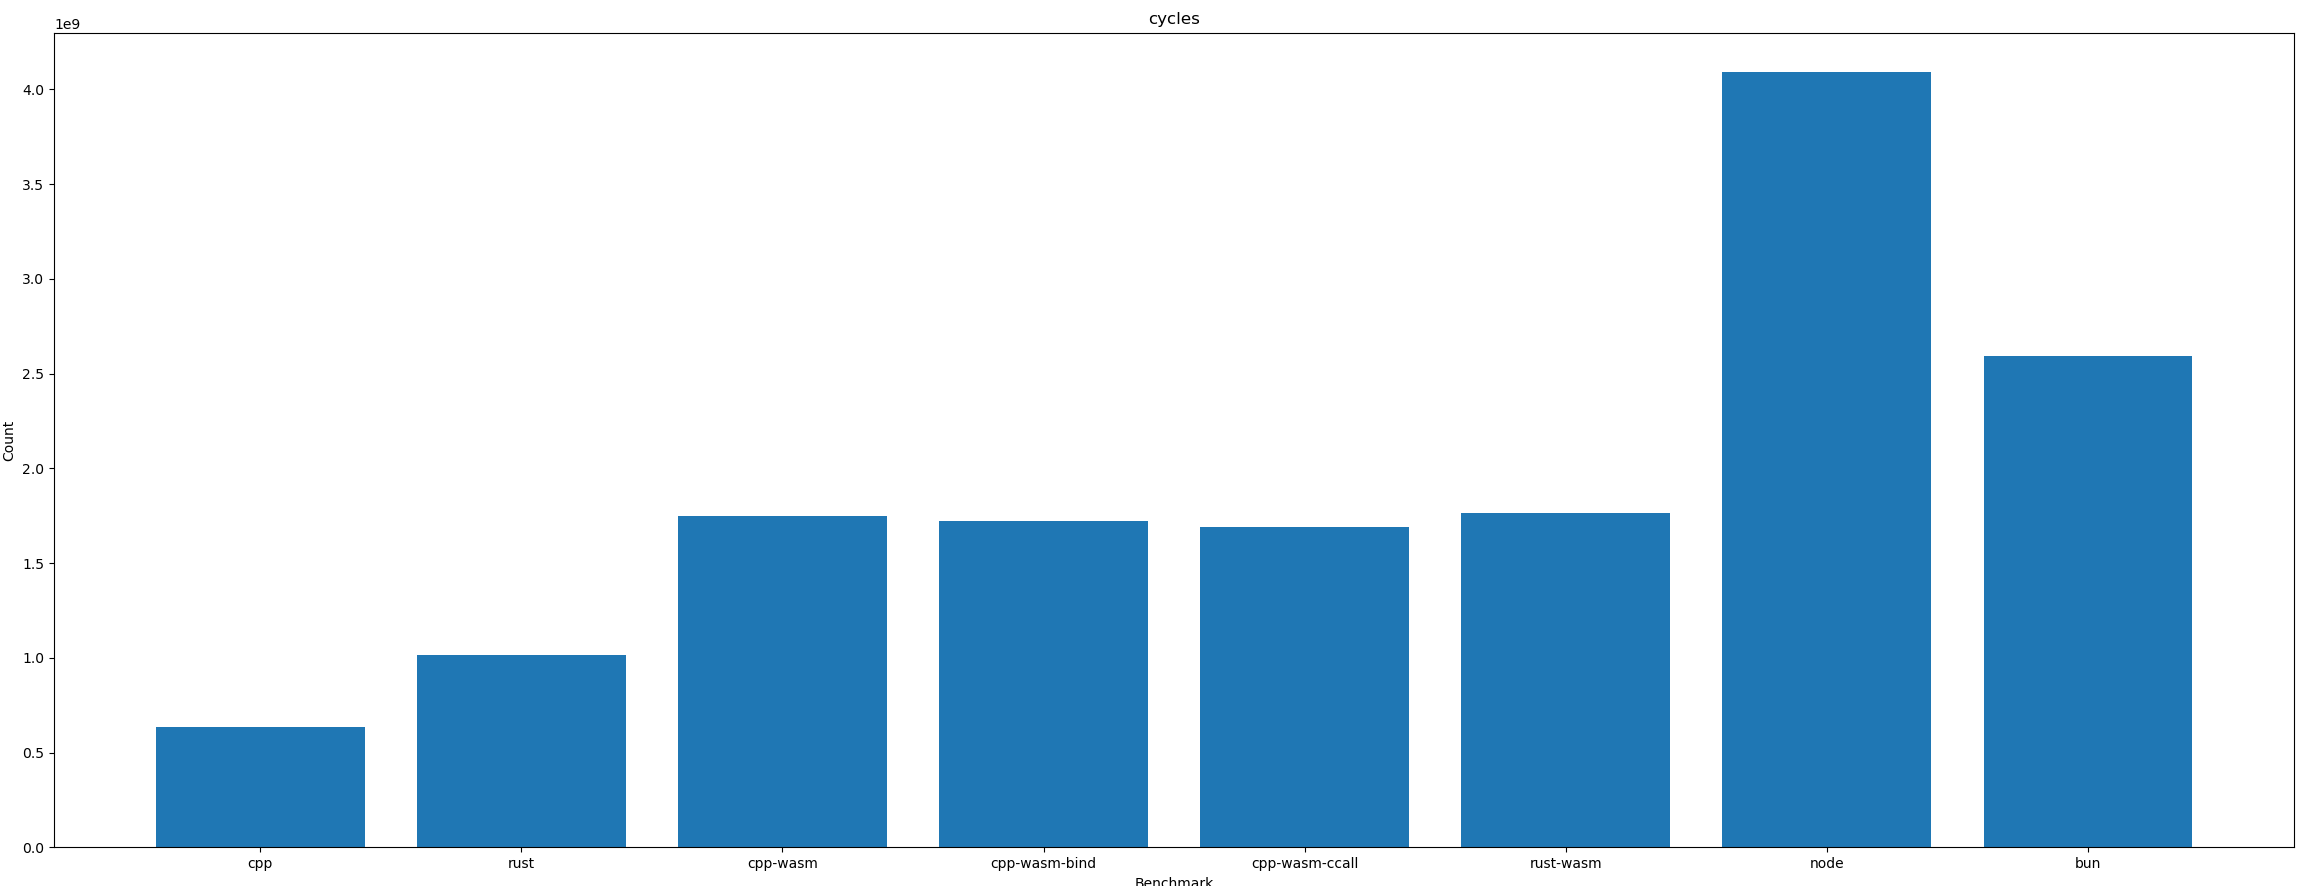 cycles
1e9
4.0
3.5
3.0
2.5
2.0
1.5
1.0
0.5
0.0
Count
cpp rust cpp-wasm cpp-wasm-bind cpp-wasm-ccall rust-wasm node bun
Benchmark